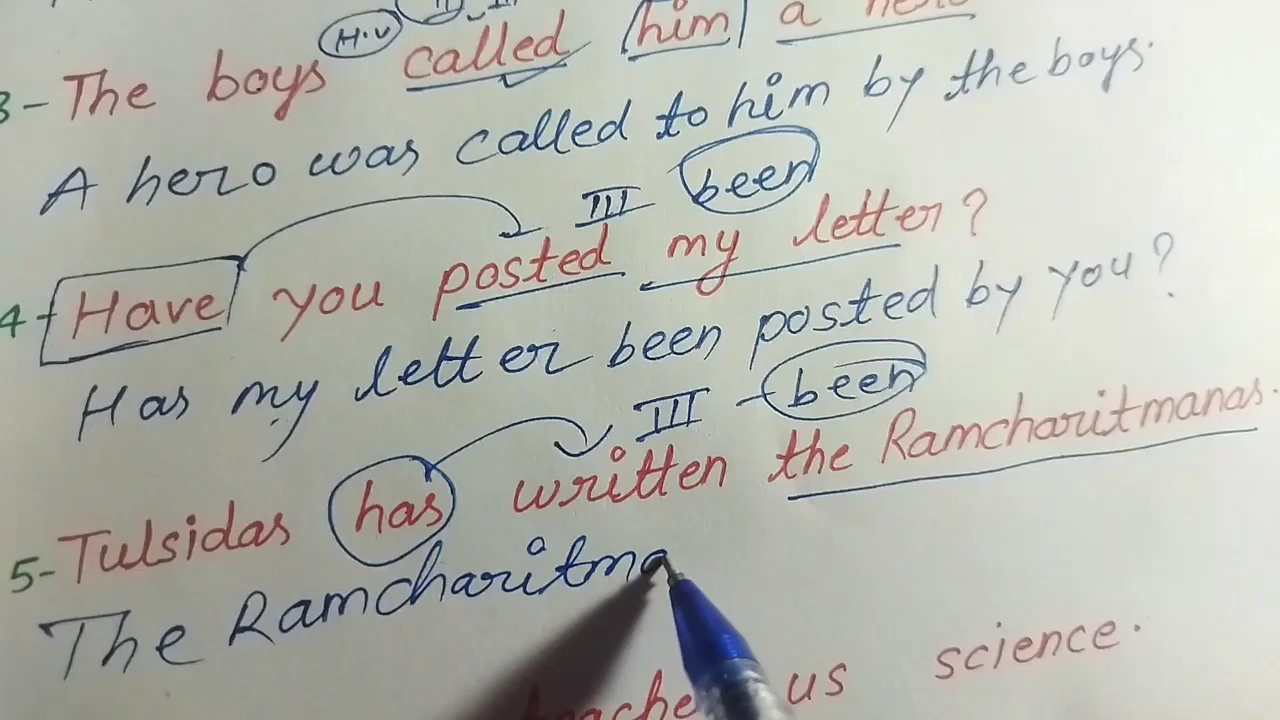 H.V
3- The boys called him a hero
A hero was called to him by the boys.
III been
4- Have you posted my letter?
Has my letter been posted by you?
III - been
5- Tulsidas has written the Ramcharitmanas.
The Ramcharitma
us science.